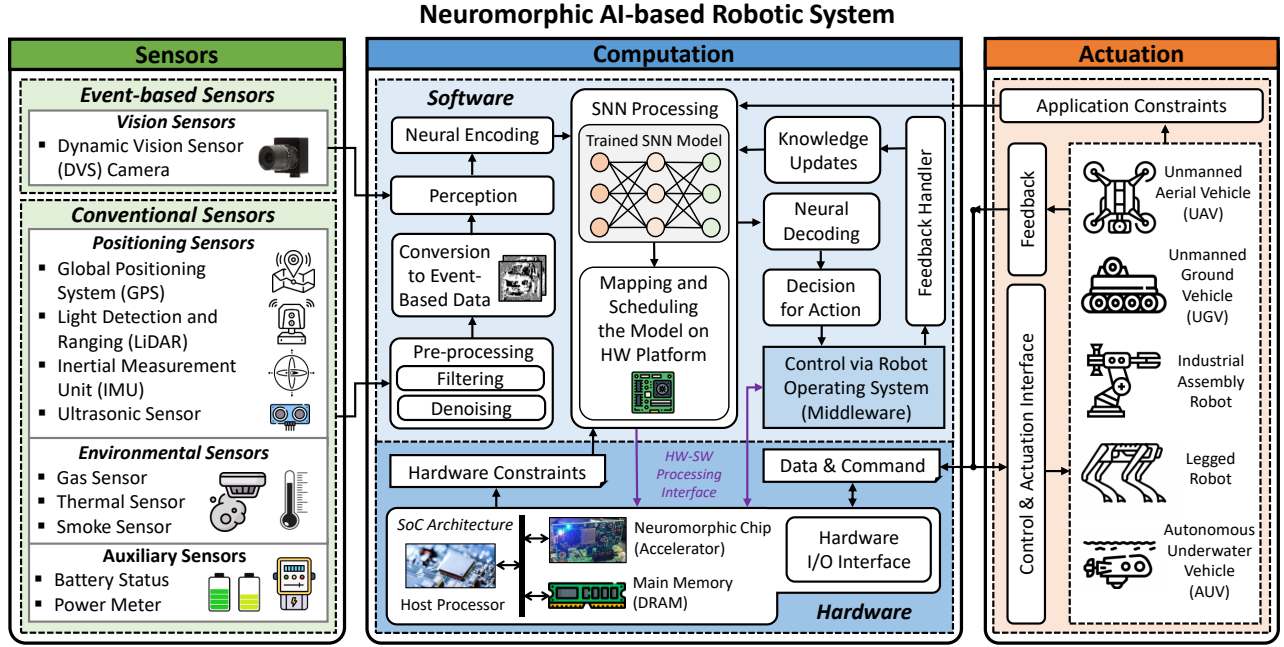 Neuromorphic AI-based Robotic System
Sensors
Event-based Sensors
Vision Sensors
▪ Dynamic Vision Sensor
(DVS) Camera
Conventional Sensors
Positioning Sensors
▪ Global Positioning
System (GPS)
▪ Light Detection and
Ranging (LiDAR)
▪ Inertial Measurement
Unit (IMU)
▪ Ultrasonic Sensor
Environmental Sensors
▪ Gas Sensor
▪ Thermal Sensor
▪ Smoke Sensor
Auxiliary Sensors
▪ Battery Status
▪ Power Meter
Computation
Software
Neural Encoding
Perception
Conversion
to Event-
Based Data
Pre-processing
Filtering
Denoising
SNN Processing
Trained SNN Model
Mapping and
Scheduling
the Model on
HW Platform
Knowledge
Updates
Neural
Decoding
Decision
for Action
Feedback Handler
Control via Robot
Operating System
(Middleware)
Hardware Constraints
HW-SW
Processing
Interface
Data & Command
SoC Architecture
Host Processor
Neuromorphic Chip
(Accelerator)
Main Memory
(DRAM)
Hardware
I/O Interface
Hardware
Actuation
Application Constraints
Feedback
Control & Actuation Interface
Unmanned
Aerial Vehicle
(UAV)
Unmanned
Ground
Vehicle
(UGV)
Industrial
Assembly
Robot
Legged
Robot
Autonomous
Underwater
Vehicle
(AUV)